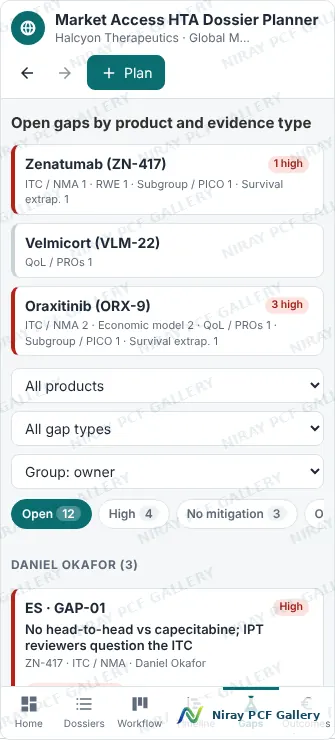 Market Access HTA Dossier Planner
Halcyon Therapeutics · Global M...
Plan
Open gaps by product and evidence type
Zenatumab (ZN-417)
1 high
ITC / NMA 1 · RWE 1 · Subgroup / PICO 1 · Survival
extrap. 1
Velmicort (VLM-22)
QoL / PROs 1
Oraxitinib (ORX-9)
3 high
ITC / NMA 2 · Economic model 2 · QoL / PROs 1 ·
Subgroup / PICO 1 · Survival extrap. 1
All products
All gap types
Group: owner
Open 12
High 4
No mitigation 3
O
DANIEL OKAFOR (3)
ES · GAP-01
High
No head-to-head vs capecitabine; IPT
reviewers question the ITC
ZN-417 · ITC / NMA · Daniel Okafor
Home
Dossiers
Workflow
Gaps
Outcomes
Niray PCF Gallery
NIRAY PCF GALLERY